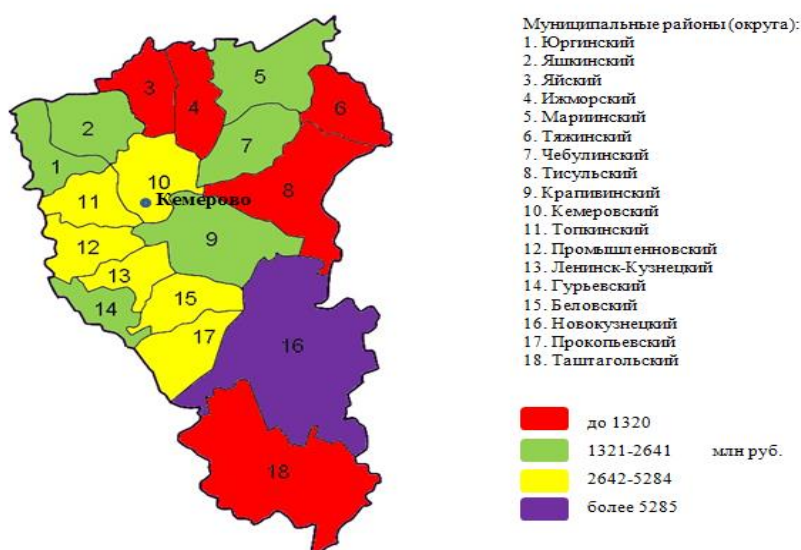 Муниципальные районы (округа):
1. Юргинский
2. Яшкинский
3. Яйский
4. Ижморский
5. Мариинский
6. Тяжинский
7. Чебулинский
8. Тисульский
9. Крапивинский
10. Кемеровский
11. Топкинский
12. Промышленновский
13. Ленинск-Кузнецкий
14. Гурьевский
15. Беловский
16. Новокузнецкий
17. Прокопьевский
18. Таштагольский
до 1320
1321-2641 млн руб.
2642-5284
более 5285
5
3
4
6
2
7
1
10
8
11
Кемерово
9
12
13
15
14
17
16
18